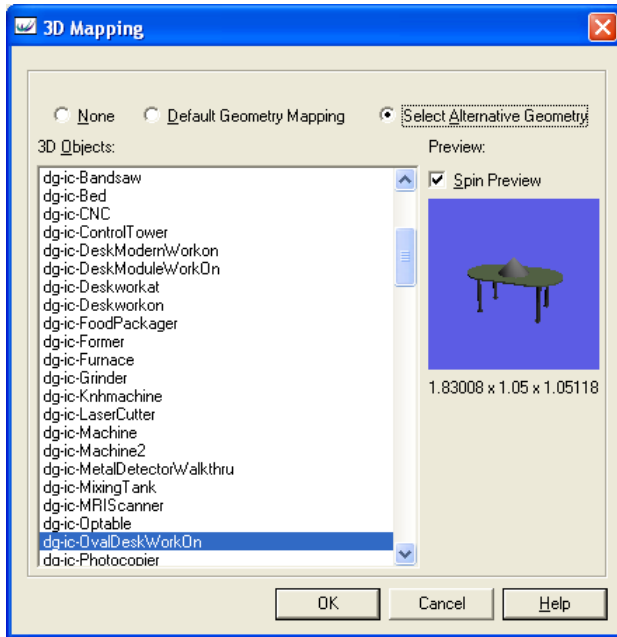 3D Mapping
None Default Geometry Mapping Select Alternative Geometry
3D Objects: Preview:
Spin Preview
dg-ic-Bandsaw
dg-ic-Bed
dg-ic-CNC
dg-ic-ControlTower
dg-ic-DeskModernWorkon
dg-ic-DeskModuleWorkOn
dg-ic-Deskworkat
dg-ic-Deskworkon
dg-ic-FoodPackager
dg-ic-Former
dg-ic-Furnace
dg-ic-Grinder
dg-ic-Knhmachine
dg-ic-LaserCutter
dg-ic-Machine
dg-ic-Machine2
dg-ic-MetalDetectorWalkthru
dg-ic-MixingTank
dg-ic-MRIScanner
dg-ic-Optable
dg-ic-OvalDeskWorkOn
dg-ic-Photocopier
1.83008 x 1.05 x 1.05118
OK Cancel Help